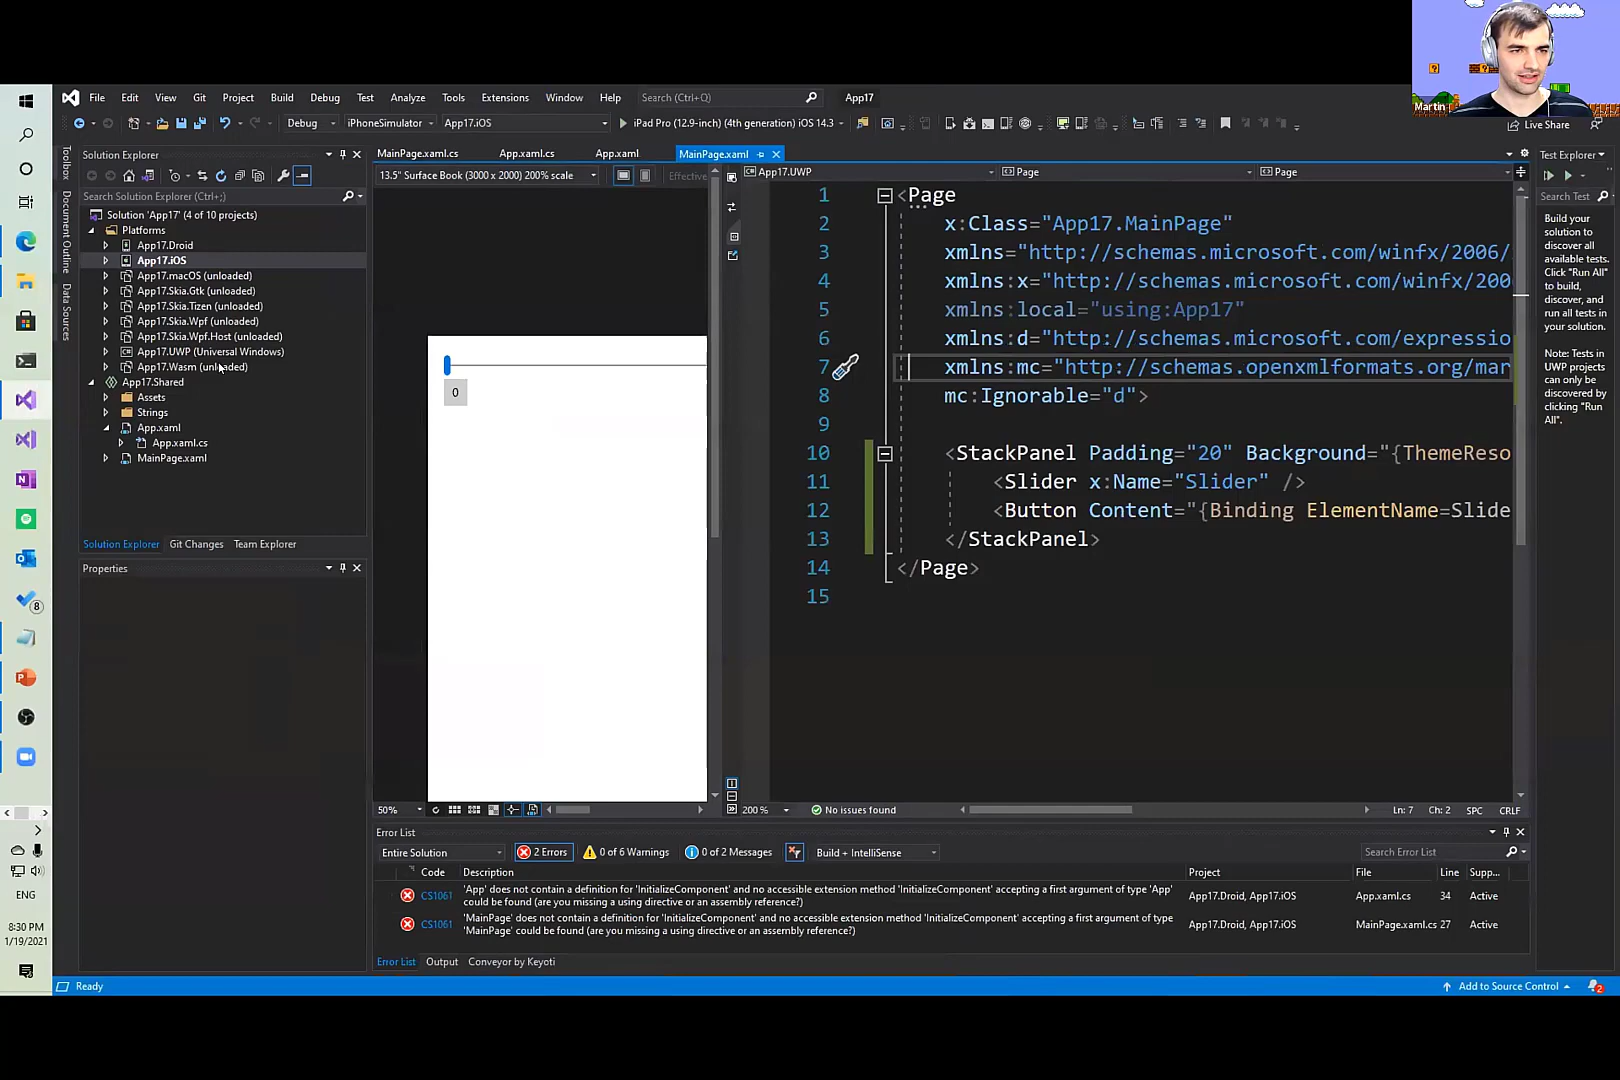 Martin
File Edit View Git Project Build Debug Test Analyze Tools Extensions Window Help Search (Ctrl+Q) App17
Debug iPhoneSimulator App17.iOS iPad Pro (12.9-inch) (4th generation) iOS 14.3 Live Share
Toolbox
Document Outline
Data Sources
Solution Explorer
Search Solution Explorer (Ctrl+;)
Solution 'App17' (4 of 10 projects)
Platforms
App17.Droid
App17.iOS
App17.macOS (unloaded)
App17.Skia.Gtk (unloaded)
App17.Skia.Tizen (unloaded)
App17.Skia.Wpf (unloaded)
App17.Skia.Wpf.Host (unloaded)
App17.UWP (Universal Windows)
App17.Wasm (unloaded)
App17.Shared
Assets
Strings
App.xaml
App.xaml.cs
MainPage.xaml
Solution Explorer Git Changes Team Explorer
Properties
MainPage.xaml.cs App.xaml.cs App.xaml MainPage.xaml
13.5" Surface Book (3000 x 2000) 200% scale Effective
0
50%
App17.UWP Page Page
1 <Page
2 x:Class="App17.MainPage"
3 xmlns="http://schemas.microsoft.com/winfx/2006/
4 xmlns:x="http://schemas.microsoft.com/winfx/200
5 xmlns:local="using:App17"
6 xmlns:d="http://schemas.microsoft.com/expressio
7 xmlns:mc="http://schemas.openxmlformats.org/mar
8 mc:Ignorable="d">
9
10 <StackPanel Padding="20" Background="{ThemeReso
11 <Slider x:Name="Slider" />
12 <Button Content="{Binding ElementName=Slide
13 </StackPanel>
14 </Page>
15
200 % No issues found Ln: 7 Ch: 2 SPC CRLF
Test Explorer
Search Test
Build your
solution to
discover all
available tests.
Click "Run All"
to build,
discover, and
run all tests in
your solution.
Note: Tests in
UWP projects
can only be
discovered by
clicking "Run
All".
Error List
Entire Solution 2 Errors 0 of 6 Warnings 0 of 2 Messages Build + IntelliSense Search Error List
Code Description Project File Line Supp...
CS1061 'App' does not contain a definition for 'InitializeComponent' and no accessible extension method 'InitializeComponent' accepting a first argument of type 'App' could be found (are you missing a using directive or an assembly reference?) App17.Droid, App17.iOS App.xaml.cs 34 Active
CS1061 'MainPage' does not contain a definition for 'InitializeComponent' and no accessible extension method 'InitializeComponent' accepting a first argument of type 'MainPage' could be found (are you missing a using directive or an assembly reference?) App17.Droid, App17.iOS MainPage.xaml.cs 27 Active
Error List Output Conveyor by Keyoti
Ready Add to Source Control 2
8
ENG
8:30 PM
1/19/2021